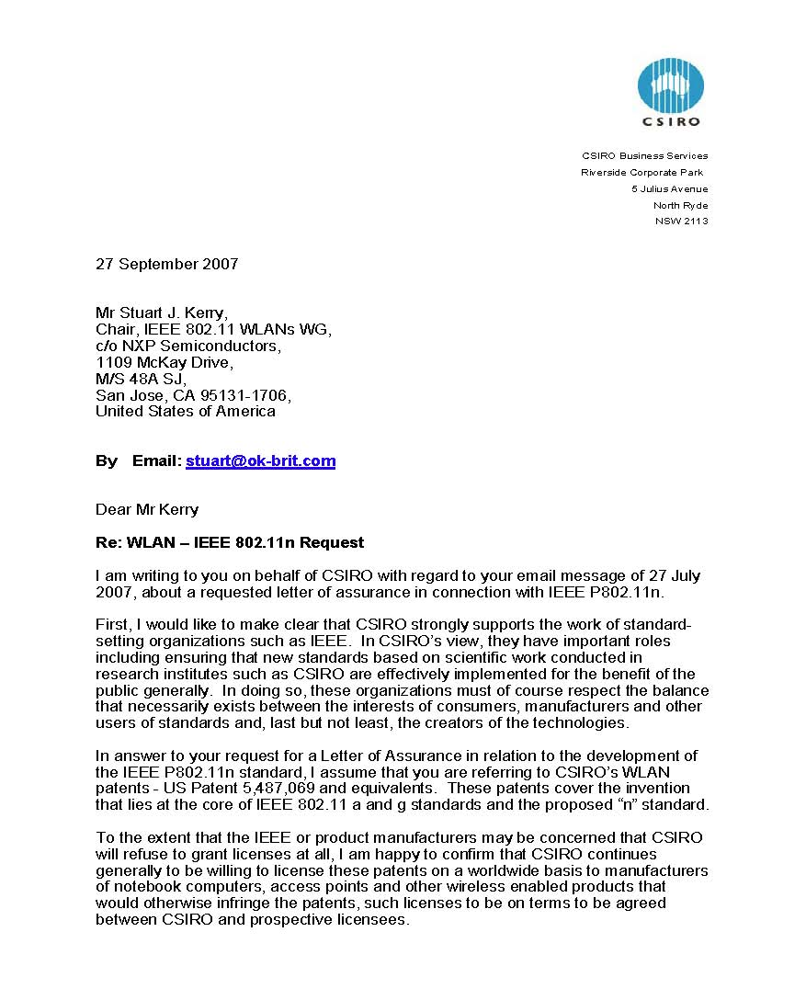 CSIRO
CSIRO Business Services
Riverside Corporate Park
5 Julius Avenue
North Ryde
NSW 2113
27 September 2007
Mr Stuart J. Kerry,
Chair, IEEE 802.11 WLANs WG,
c/o NXP Semiconductors,
1109 McKay Drive,
M/S 48A SJ,
San Jose, CA 95131-1706,
United States of America
By Email: stuart@ok-brit.com
Dear Mr Kerry
Re: WLAN – IEEE 802.11n Request
I am writing to you on behalf of CSIRO with regard to your email message of 27 July
2007, about a requested letter of assurance in connection with IEEE P802.11n.
First, I would like to make clear that CSIRO strongly supports the work of standard-
setting organizations such as IEEE. In CSIRO's view, they have important roles
including ensuring that new standards based on scientific work conducted in
research institutes such as CSIRO are effectively implemented for the benefit of the
public generally. In doing so, these organizations must of course respect the balance
that necessarily exists between the interests of consumers, manufacturers and other
users of standards and, last but not least, the creators of the technologies.
In answer to your request for a Letter of Assurance in relation to the development of
the IEEE P802.11n standard, I assume that you are referring to CSIRO's WLAN
patents - US Patent 5,487,069 and equivalents. These patents cover the invention
that lies at the core of IEEE 802.11 a and g standards and the proposed “n” standard.
To the extent that the IEEE or product manufacturers may be concerned that CSIRO
will refuse to grant licenses at all, I am happy to confirm that CSIRO continues
generally to be willing to license these patents on a worldwide basis to manufacturers
of notebook computers, access points and other wireless enabled products that
would otherwise infringe the patents, such licenses to be on terms to be agreed
between CSIRO and prospective licensees.